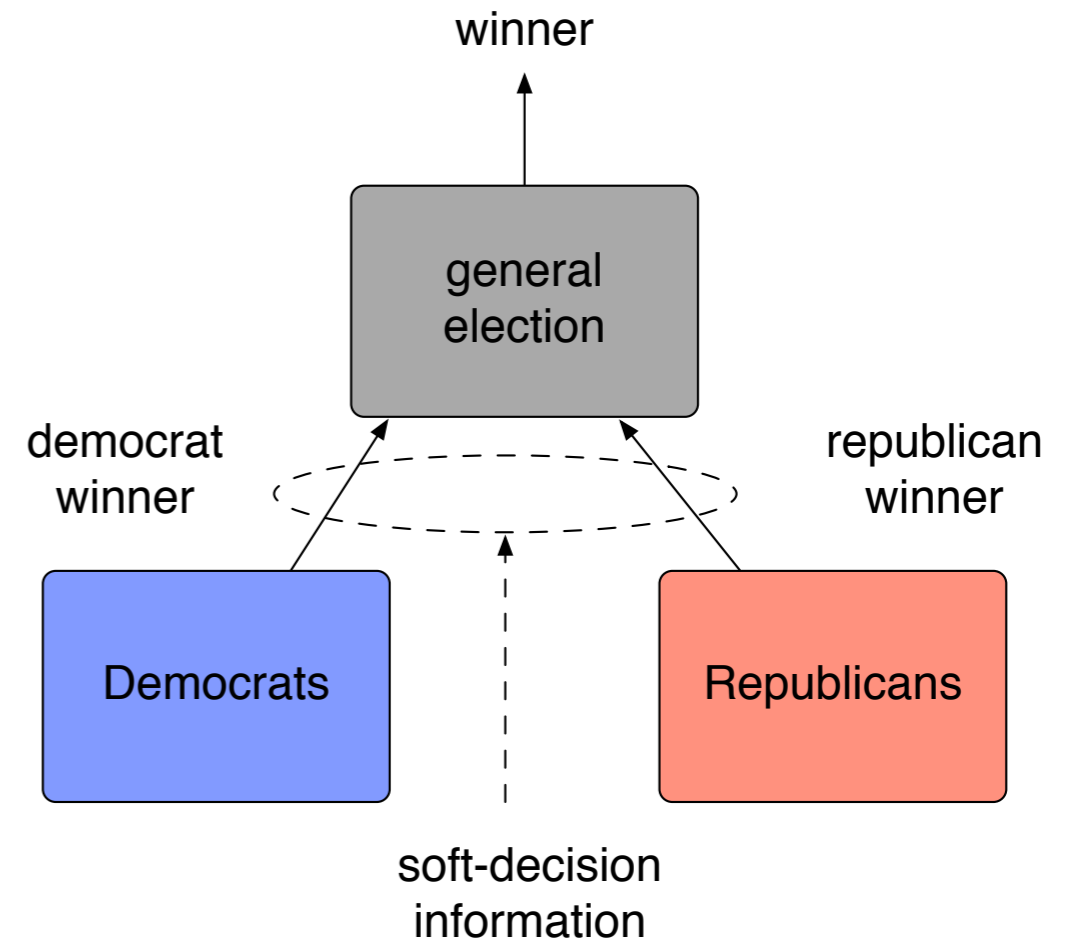 winner
general
election
democrat
winner
republican
winner
Democrats
Republicans
soft-decision
information